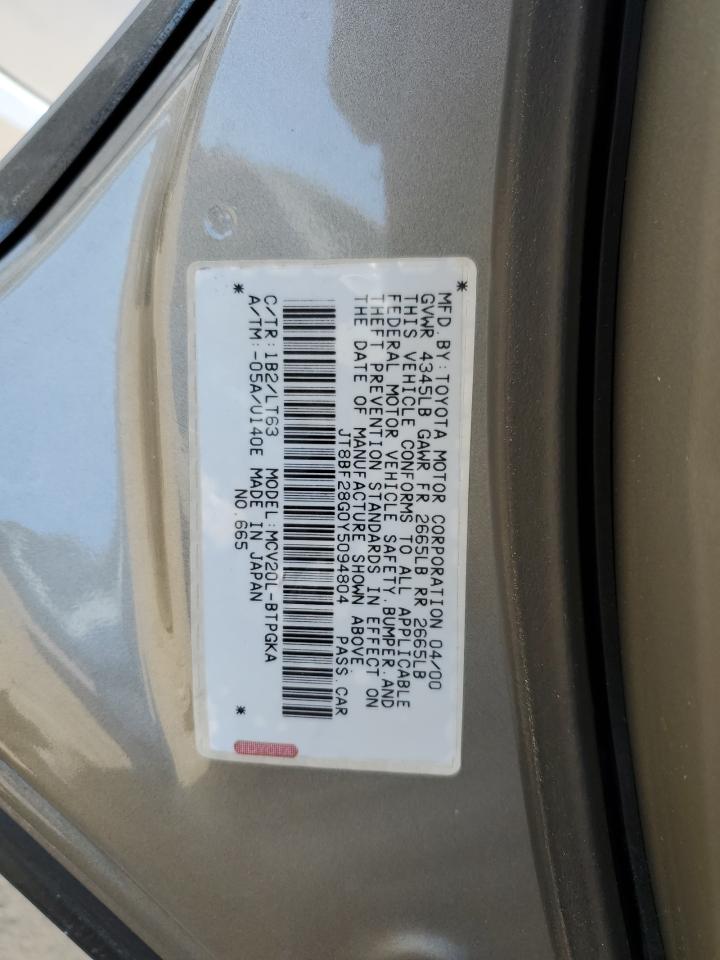 MFD.BY:TOYOTA MOTOR CORPORATION 04/00
GVWR 4345LB GAWR FR 2665LB RR 2665LB
THIS VEHICLE CONFORMS TO ALL APPLICABLE
FEDERAL MOTOR VEHICLE SAFETY,BUMPER,AND
THEFT PREVENTION STANDARDS IN EFFECT ON
THE DATE OF MANUFACTURE SHOWN ABOVE.
JT8BF28G0Y5094804 PASS.CAR
C/TR:1B2/LT63 MODEL:MCV20L-BTPGKA
A/TM:-05A/U140E MADE IN JAPAN
NO.665